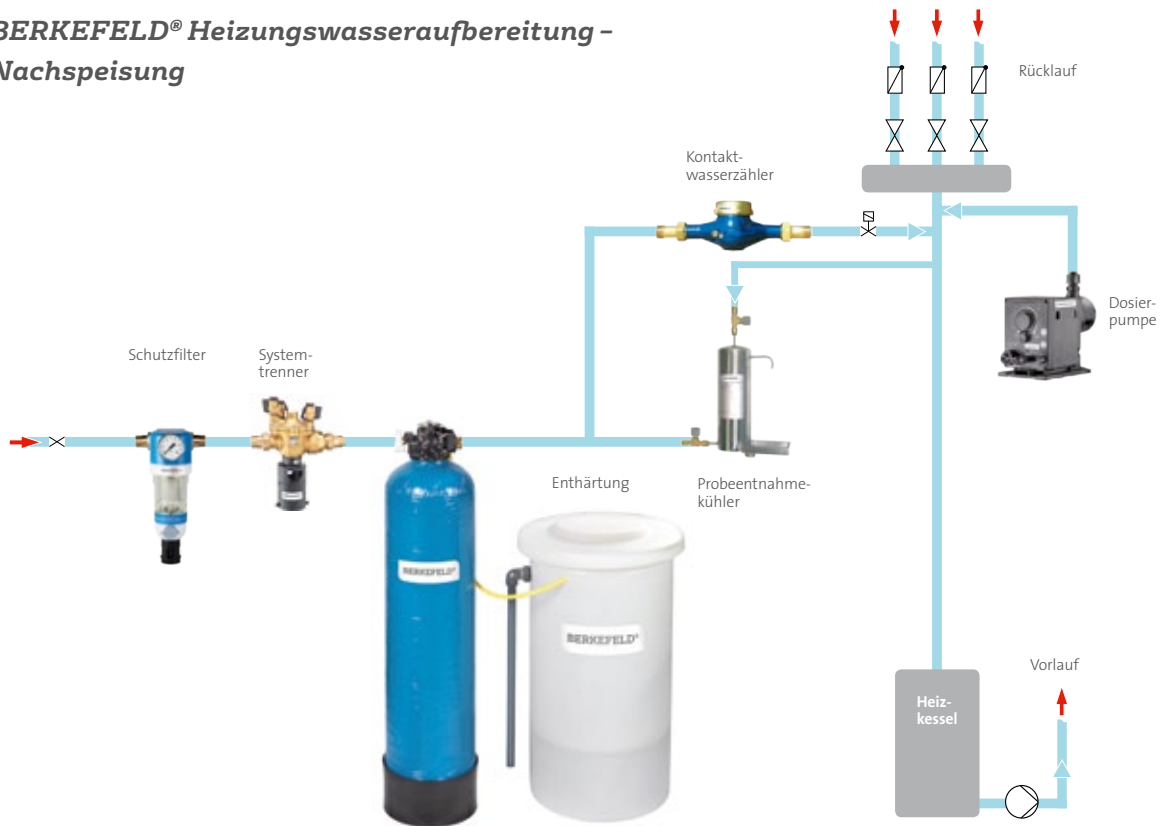 BERKEFELD® Heizungswasseraufbereitung –
Nachspeisung
Rücklauf
Kontakt-
wasserzähler
Dosier-
pumpe
Schutzfilter
System-
trenner
Enthärtung
Probeentnahme-
kühler
BERKEFELD®
BERKEFELD®
Vorlauf
Heiz-
kessel